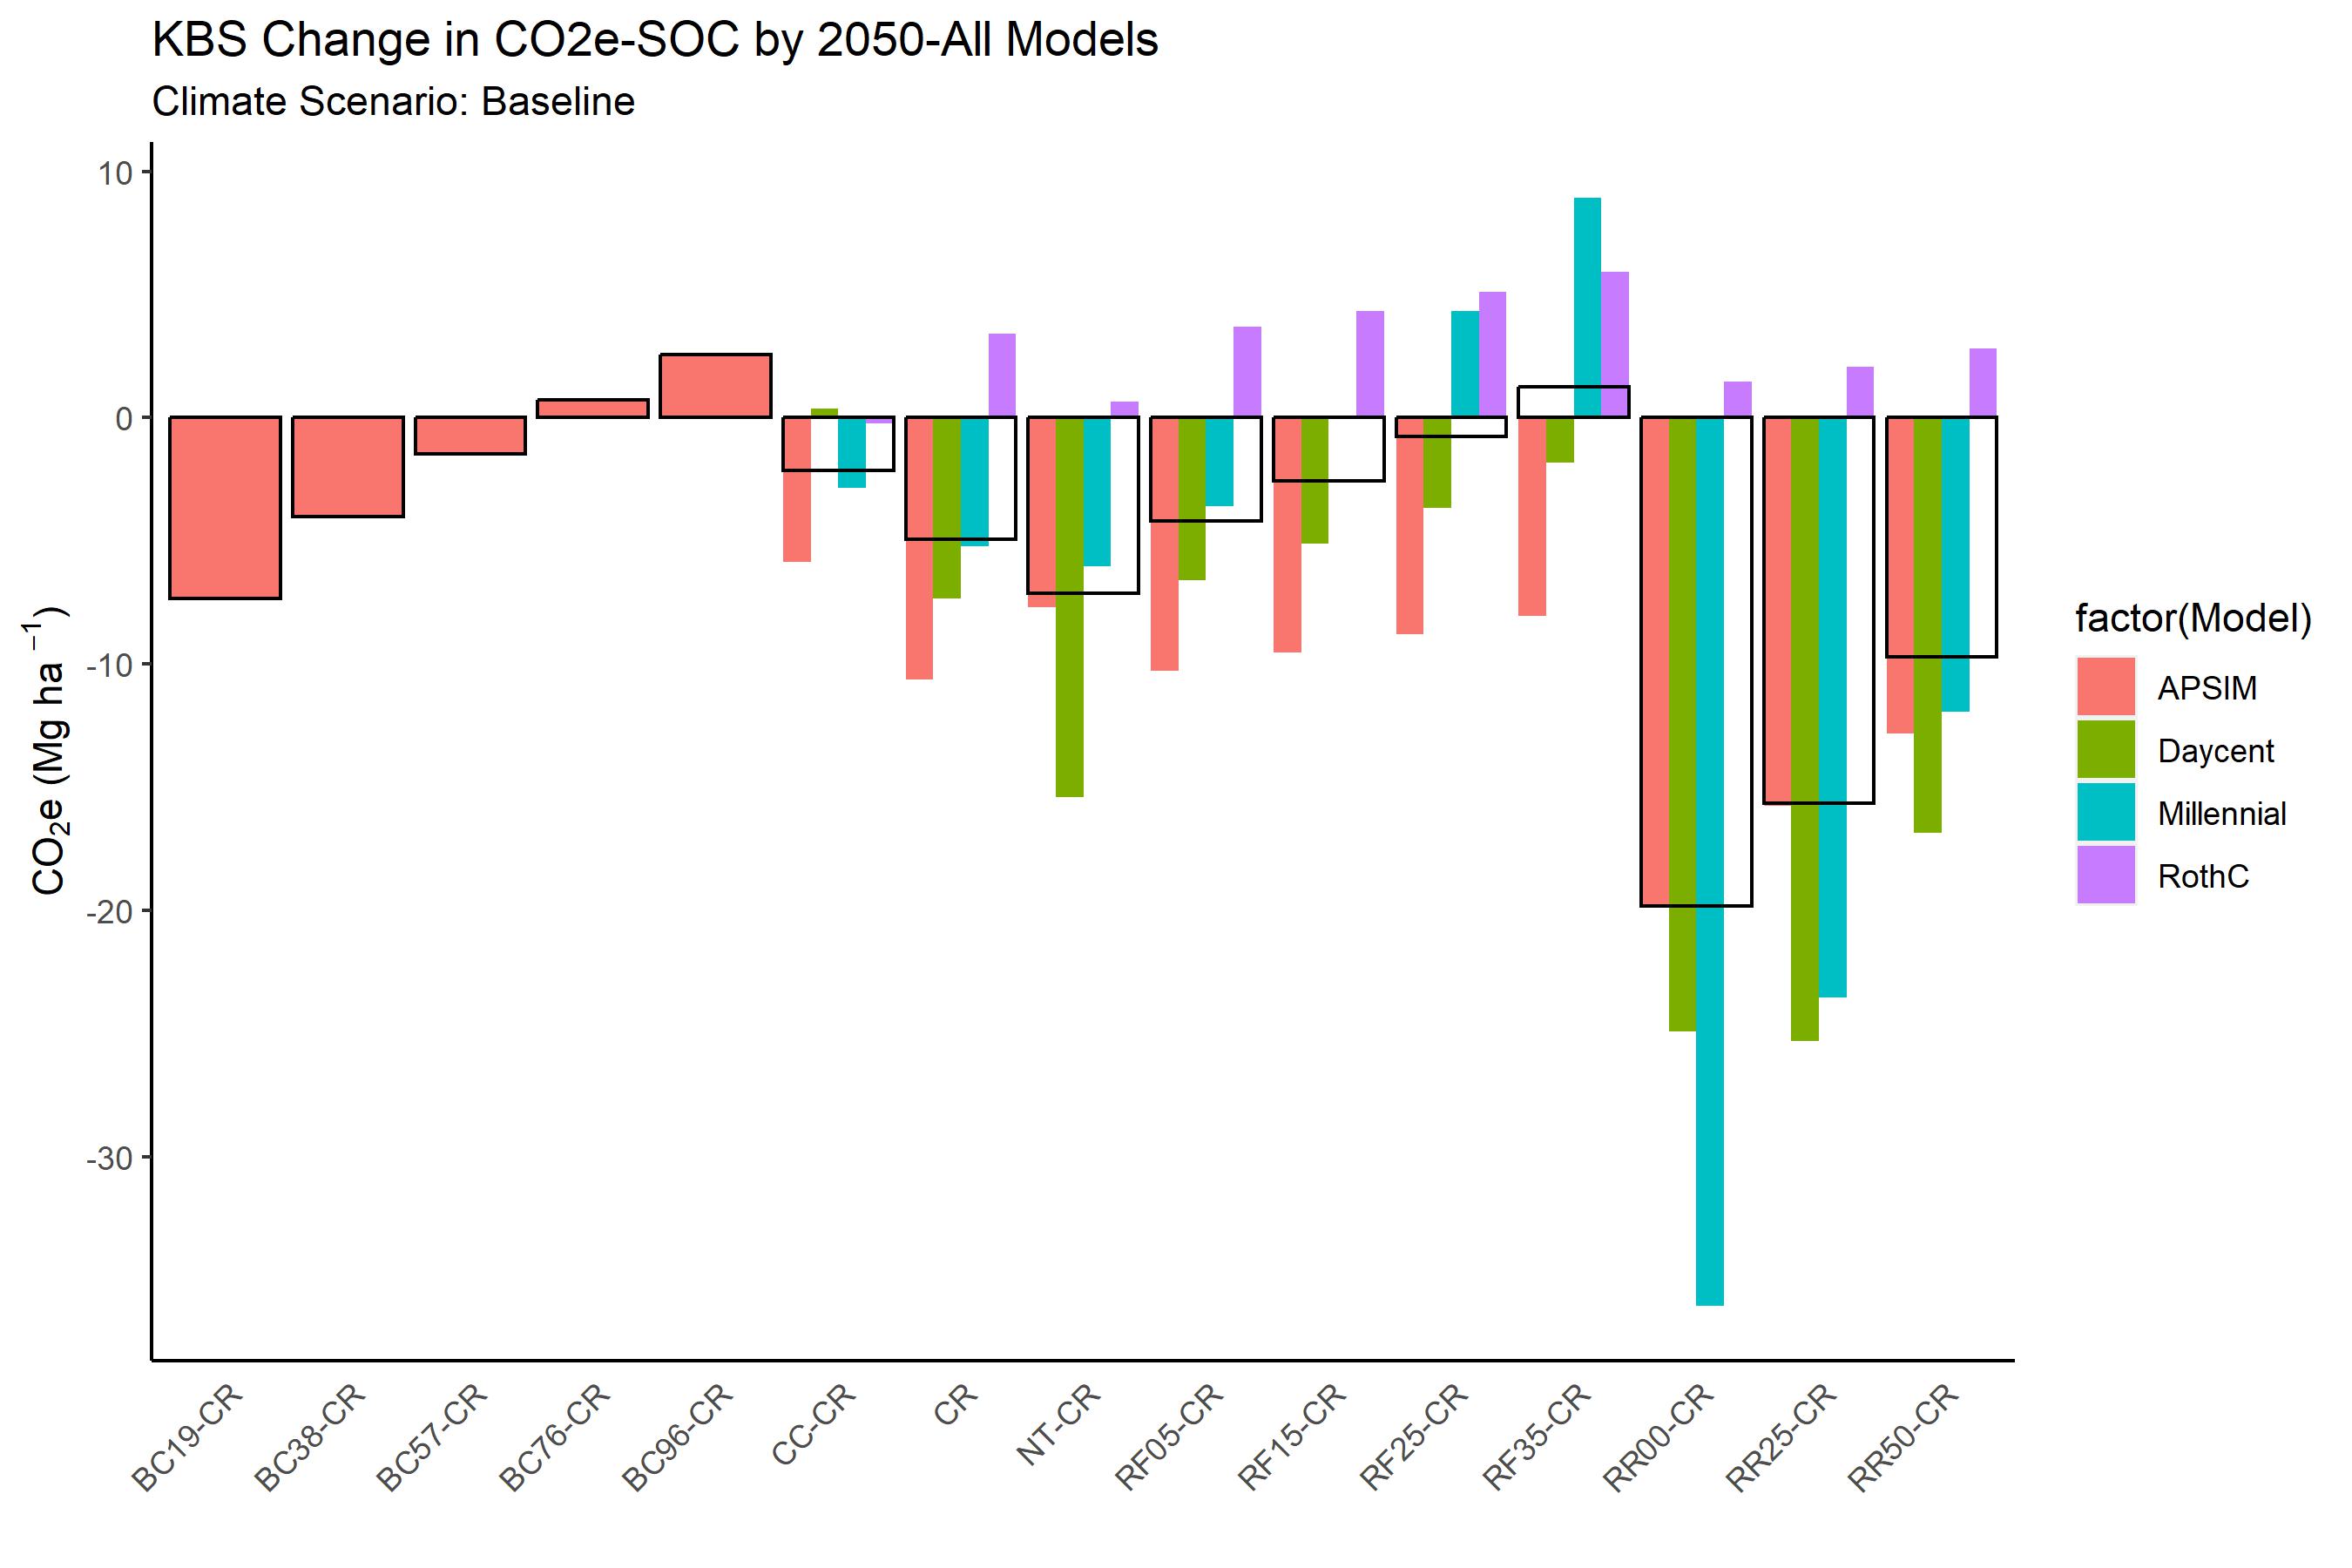 KBS Change in CO2e-SOC by 2050-All Models
Climate Scenario: Baseline
CO₂e (Mg ha ⁻¹)
10
0
-10
-20
-30
BC19-CR
BC38-CR
BC57-CR
BC76-CR
BC96-CR
CC-CR
CR
NT-CR
RF05-CR
RF15-CR
RF25-CR
RF35-CR
RR00-CR
RR25-CR
RR50-CR
factor(Model)
APSIM
Daycent
Millennial
RothC